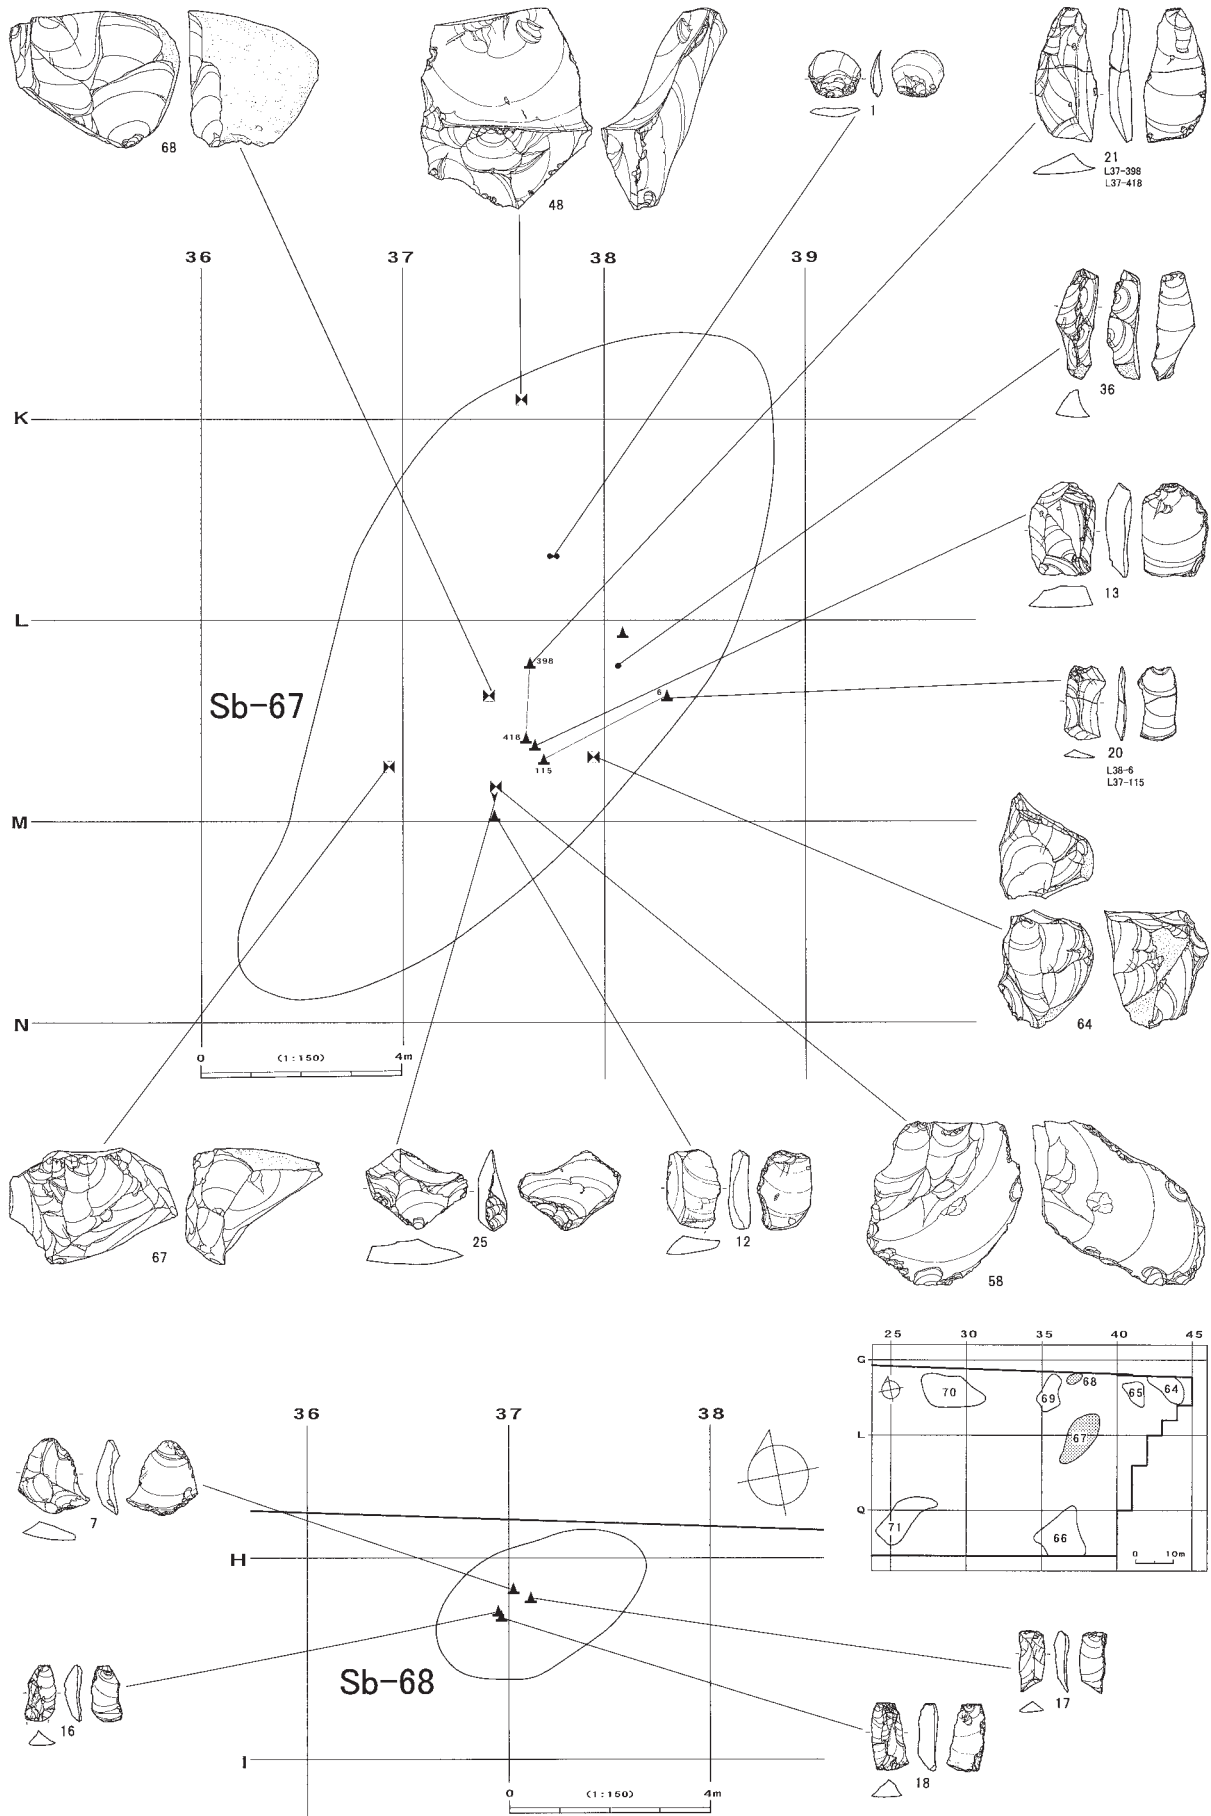 68
48
1
21
L37-398
L37-418
36 37 38 39
36
K
13
L
398
Sb-67
6
418
115
20
L38-6
L37-115
M
64
N
0 (1:150) 4m
67
25
12
58
25 30 35 40 45
G
70 69 68 65 64
L
67
Q
71 66
0 10m
36 37 38
7
H
16
Sb-68
17
18
I
0 (1:150) 4m